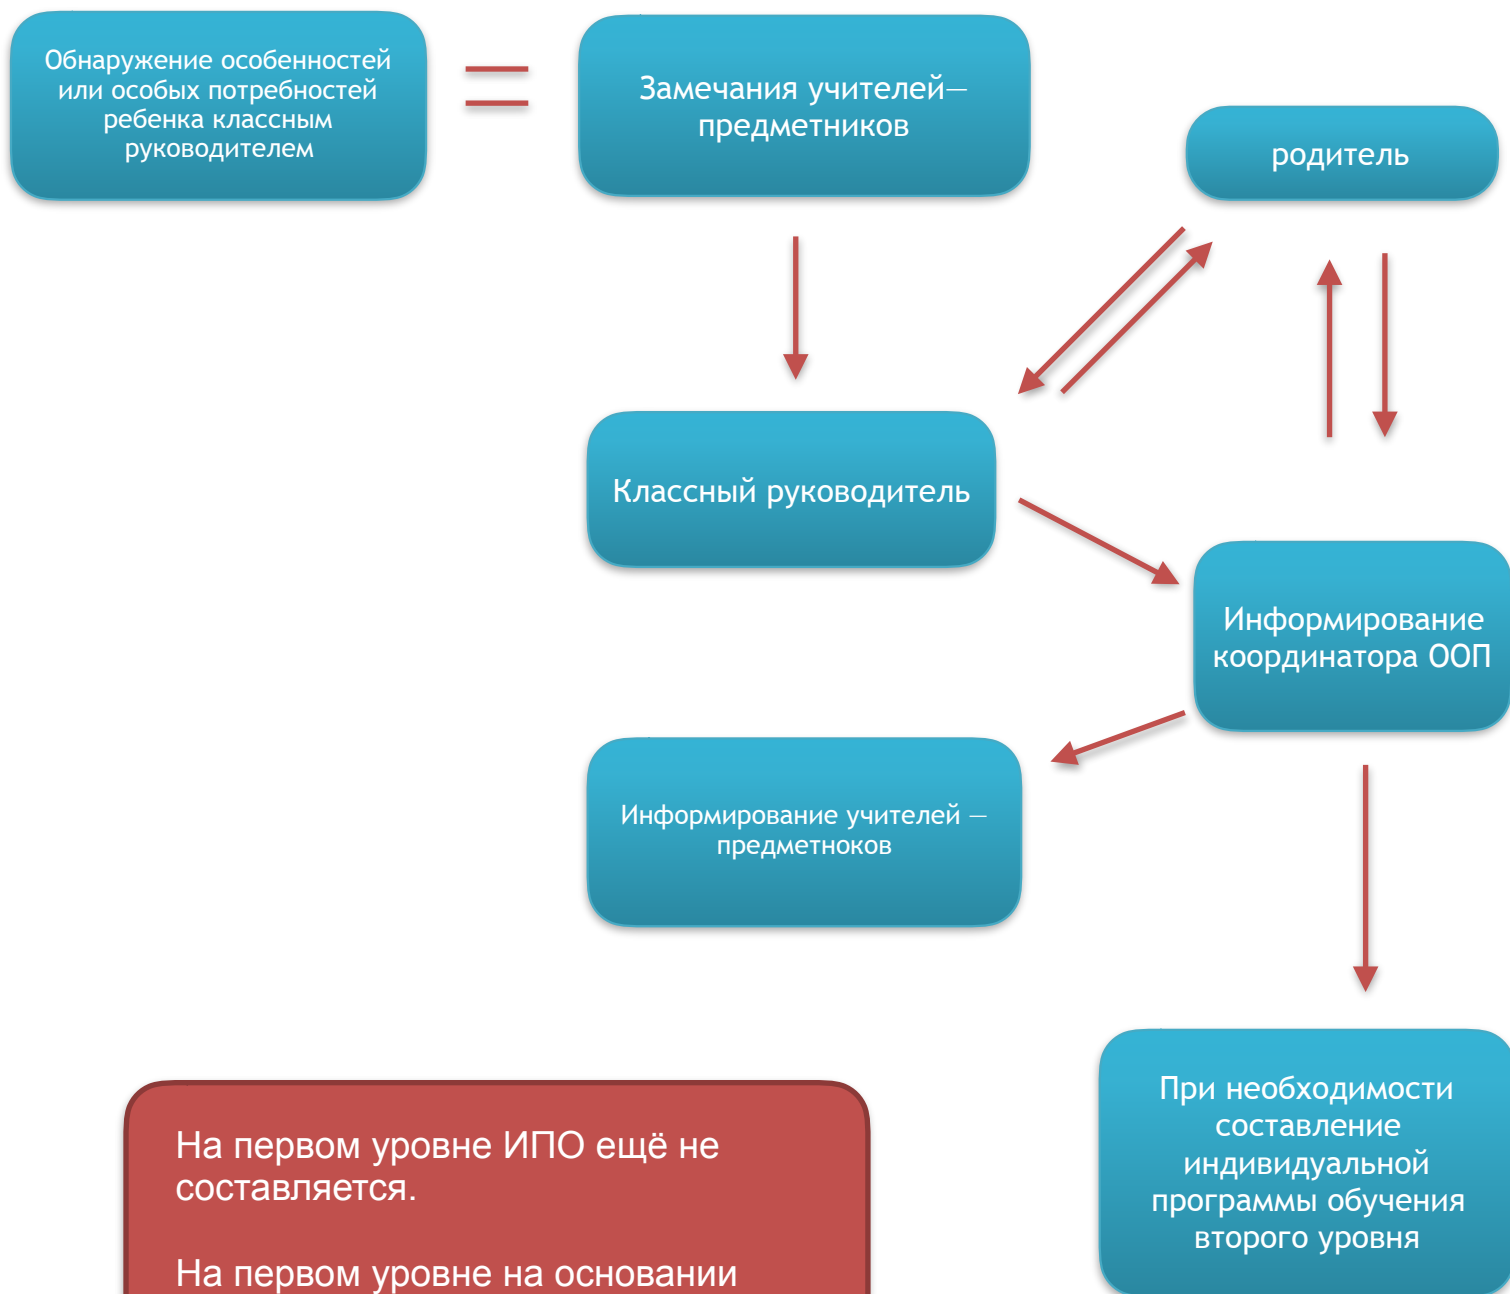 Обнаружение особенностей
или особых потребностей
ребенка классным
руководителем
Замечания учителей—
предметников
родитель
Классный руководитель
Информирование
координатора ООП
Информирование учителей —
предметноков
При необходимости
составление
индивидуальной
программы обучения
второго уровня
На первом уровне ИПО ещё не
составляется.
На первом уровне на основании